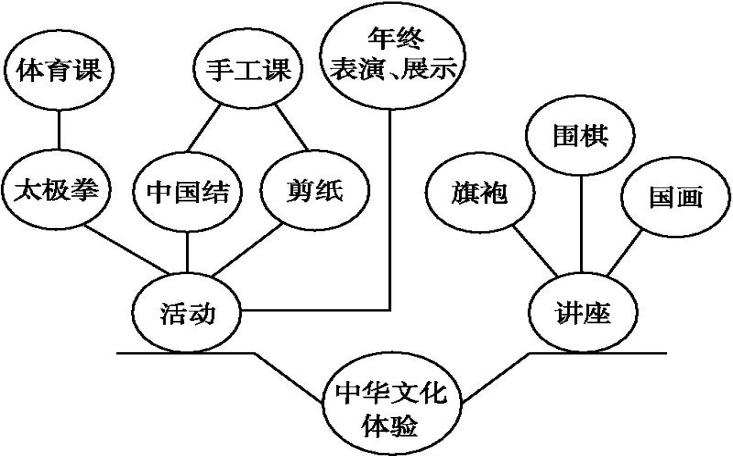 体育课
手工课
年终
表演、展示
太极拳
中国结
剪纸
旗袍
围棋
国画
活动
讲座
中华文化
体验